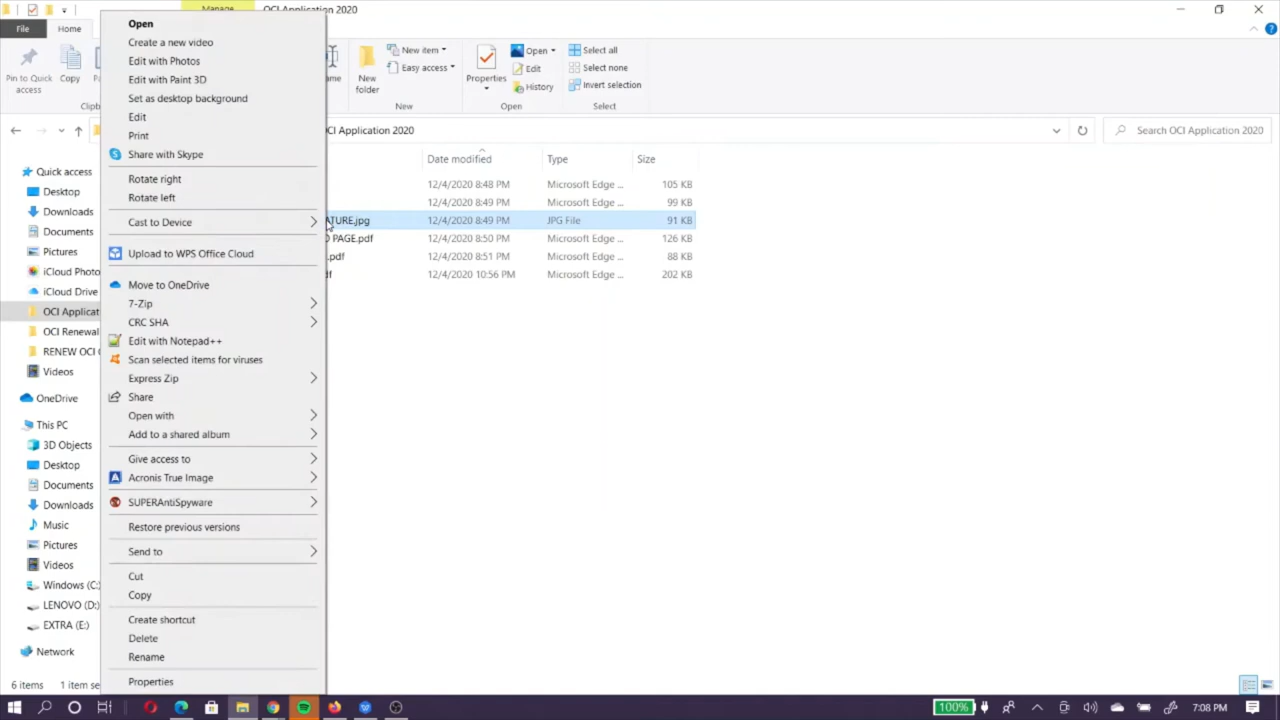 Manage
OCI Application 2020
File
Home
Pin to Quick access
Copy
New folder
New item
Easy access
New
Properties
Open
Edit
History
Open
Select all
Select none
Invert selection
Select
OCI Application 2020
Search OCI Application 2020
Date modified
Type
Size
12/4/2020 8:48 PM Microsoft Edge ... 105 KB
12/4/2020 8:49 PM Microsoft Edge ... 99 KB
ATURE.jpg 12/4/2020 8:49 PM JPG File 91 KB
PAGE.pdf 12/4/2020 8:50 PM Microsoft Edge ... 126 KB
.pdf 12/4/2020 8:51 PM Microsoft Edge ... 88 KB
df 12/4/2020 10:56 PM Microsoft Edge ... 202 KB
Open
Create a new video
Edit with Photos
Edit with Paint 3D
Set as desktop background
Edit
Print
Share with Skype
Rotate right
Rotate left
Cast to Device
Upload to WPS Office Cloud
Move to OneDrive
7-Zip
CRC SHA
Edit with Notepad++
Scan selected items for viruses
Express Zip
Share
Open with
Add to a shared album
Give access to
Acronis True Image
SUPERAntiSpyware
Restore previous versions
Send to
Cut
Copy
Create shortcut
Delete
Rename
Properties
Quick access
Desktop
Downloads
Documents
Pictures
iCloud Photo
iCloud Drive
OCI Applicat
OCI Renewal
RENEW OCI
Videos
OneDrive
This PC
3D Objects
Desktop
Documents
Downloads
Music
Pictures
Videos
Windows (C:)
LENOVO (D:)
EXTRA (E:)
Network
6 items
1 item se
100%
7:08 PM